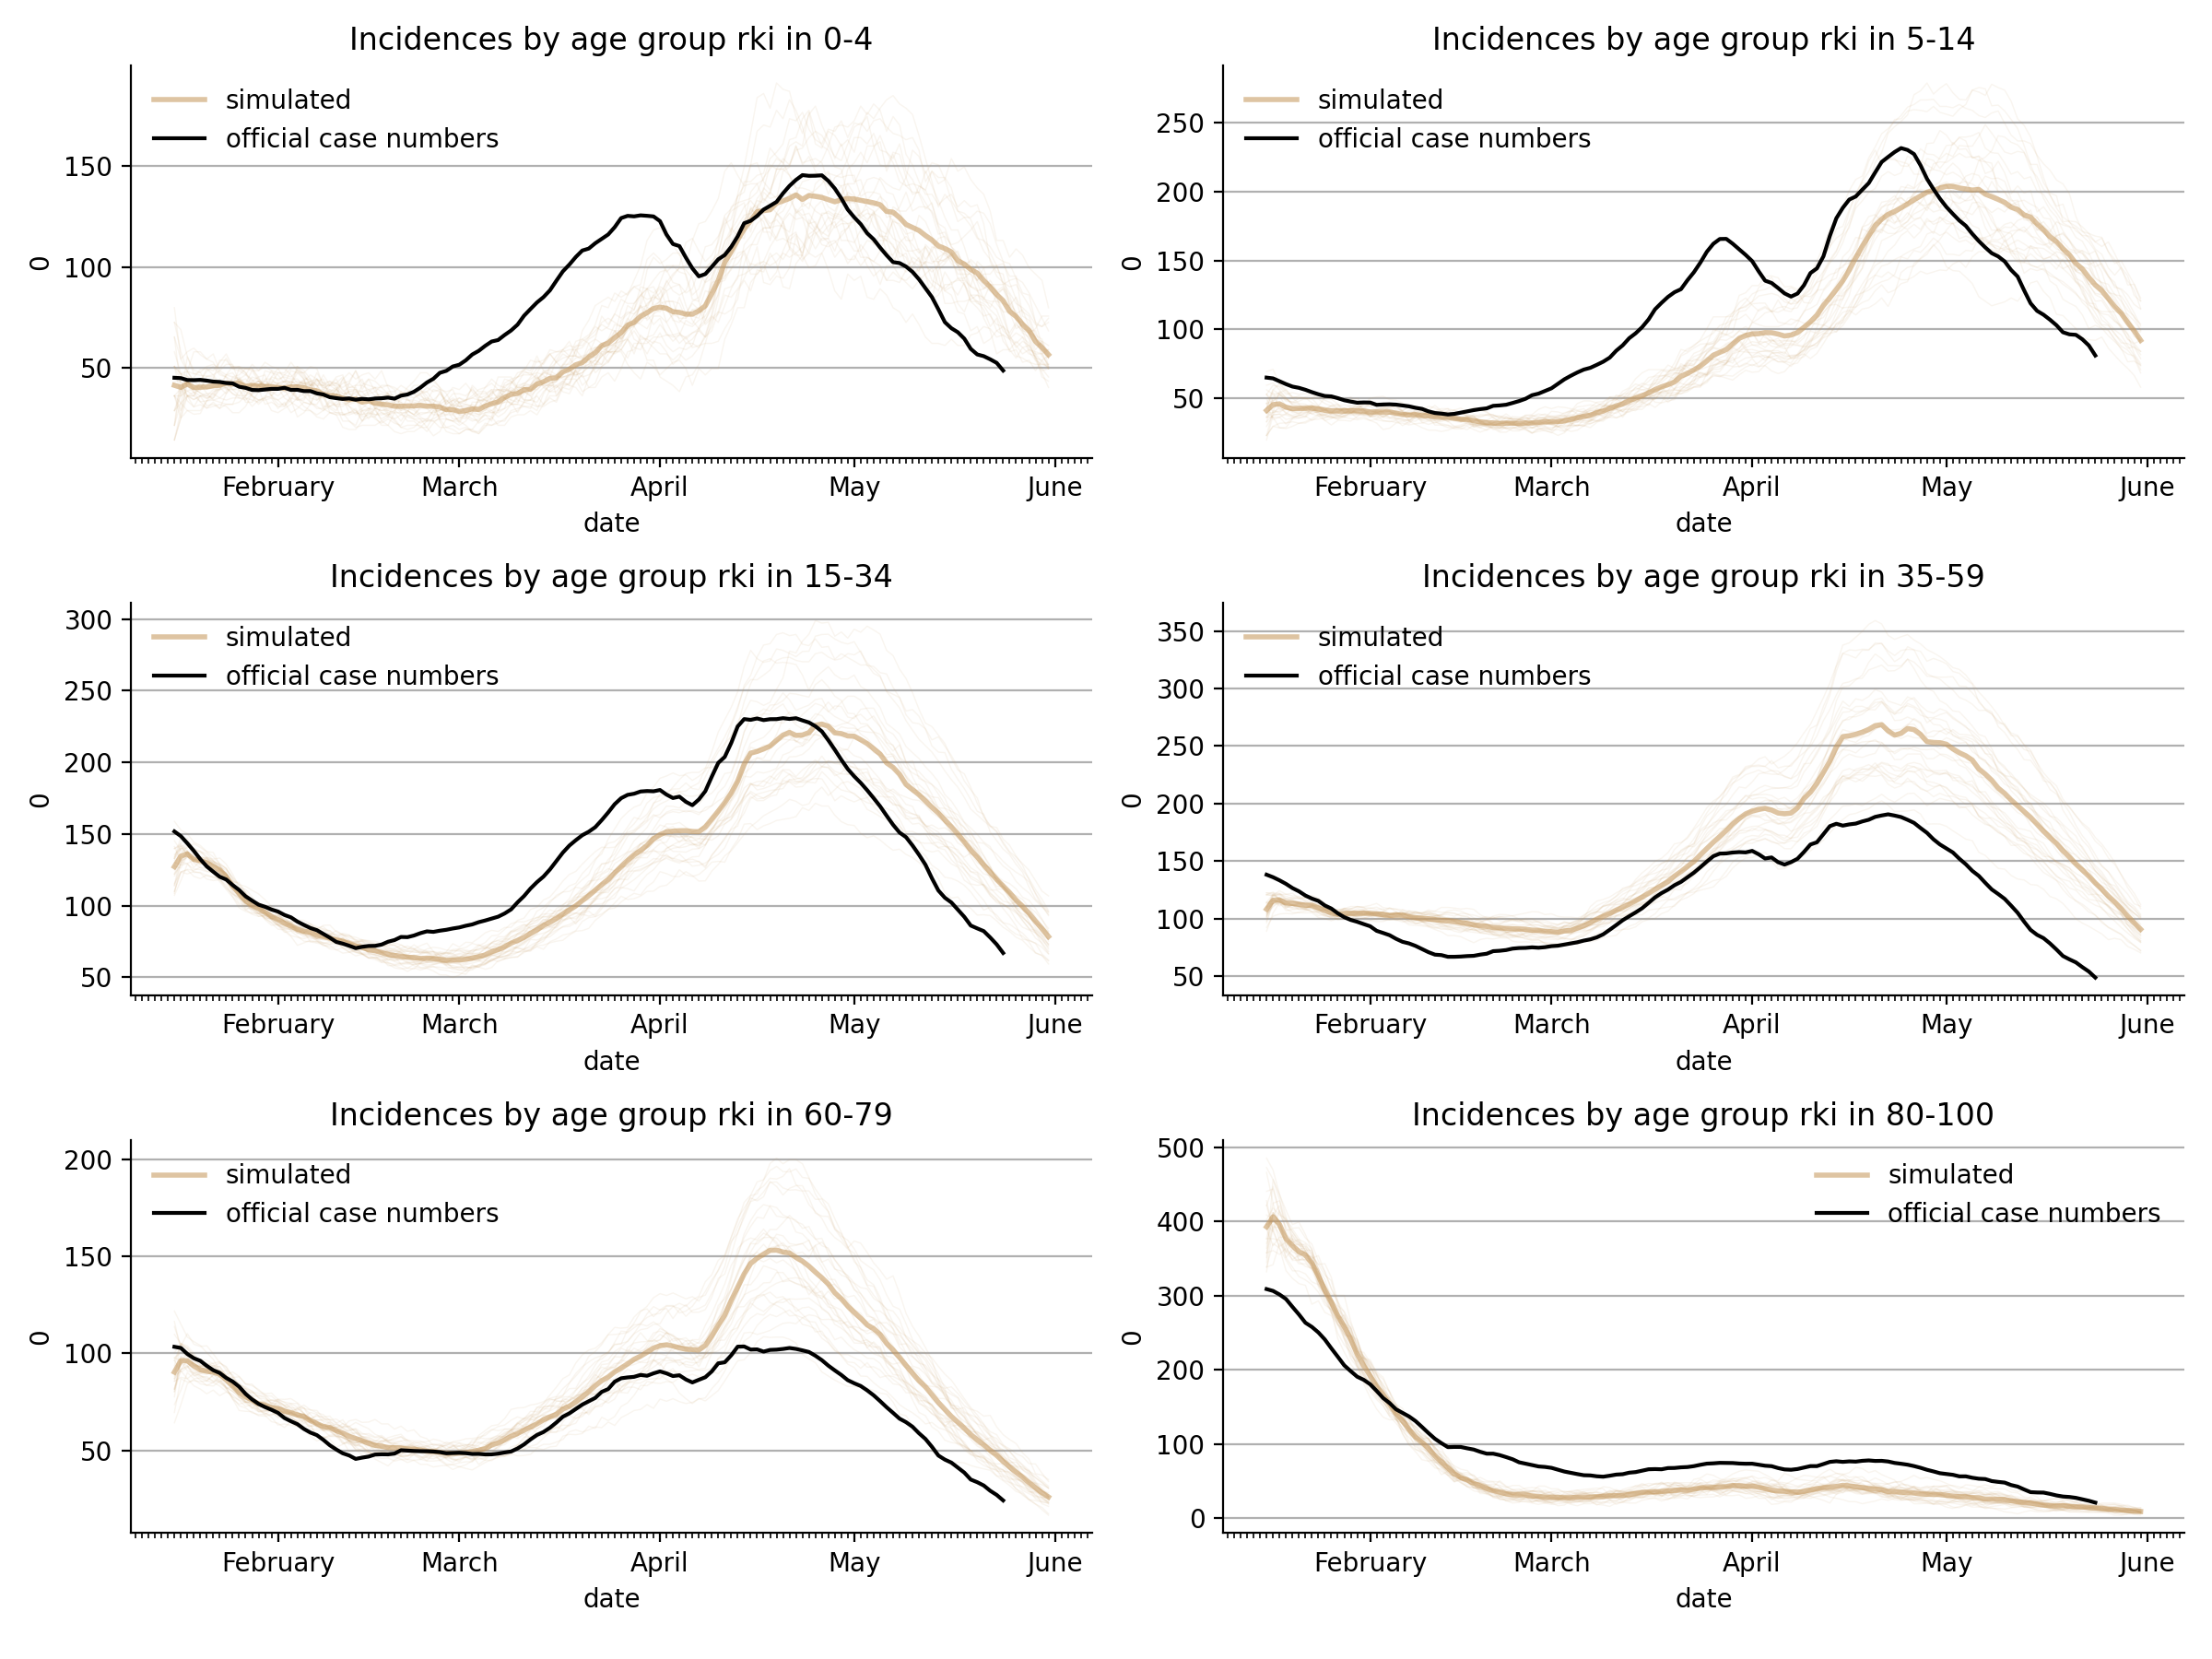 Incidences by age group rki in 0-4
simulated
official case numbers
150
100
50
0
February March April May June
date
Incidences by age group rki in 5-14
simulated
official case numbers
250
200
150
100
50
0
February March April May June
date
Incidences by age group rki in 15-34
simulated
official case numbers
300
250
200
150
100
50
0
February March April May June
date
Incidences by age group rki in 35-59
simulated
official case numbers
350
300
250
200
150
100
50
0
February March April May June
date
Incidences by age group rki in 60-79
simulated
official case numbers
200
150
100
50
0
February March April May June
date
Incidences by age group rki in 80-100
simulated
official case numbers
500
400
300
200
100
0
0
February March April May June
date